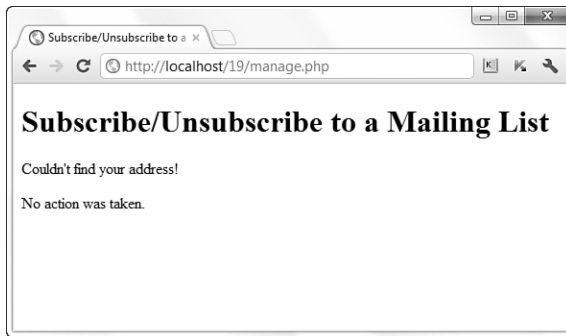 Subscribe/Unsubscribe to a
http://localhost/19/manage.php
Subscribe/Unsubscribe to a Mailing List
Couldn't find your address!
No action was taken.